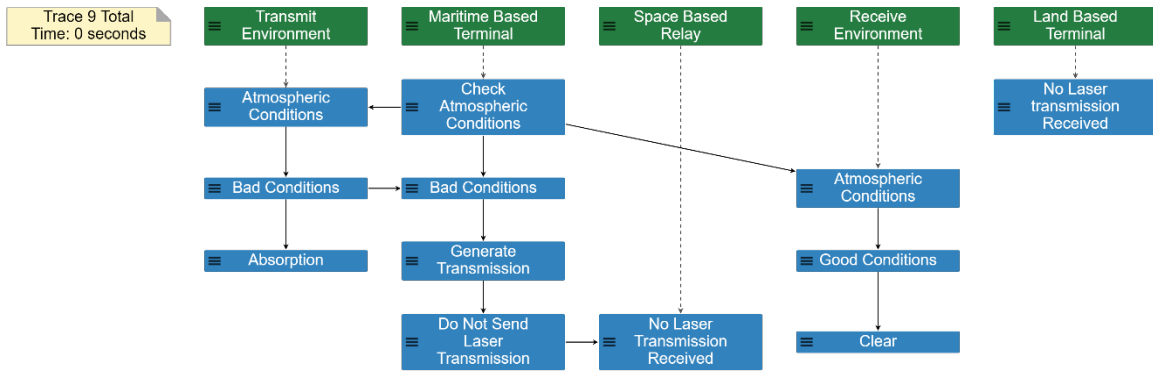 Trace 9 Total
Time: 0 seconds
Transmit
Environment
Maritime Based
Terminal
Space Based
Relay
Receive
Environment
Land Based
Terminal
Atmospheric
Conditions
Check
Atmospheric
Conditions
No Laser
transmission
Received
Bad Conditions
Bad Conditions
Atmospheric
Conditions
Absorption
Generate
Transmission
Good Conditions
Do Not Send
Laser
Transmission
No Laser
Transmission
Received
Clear